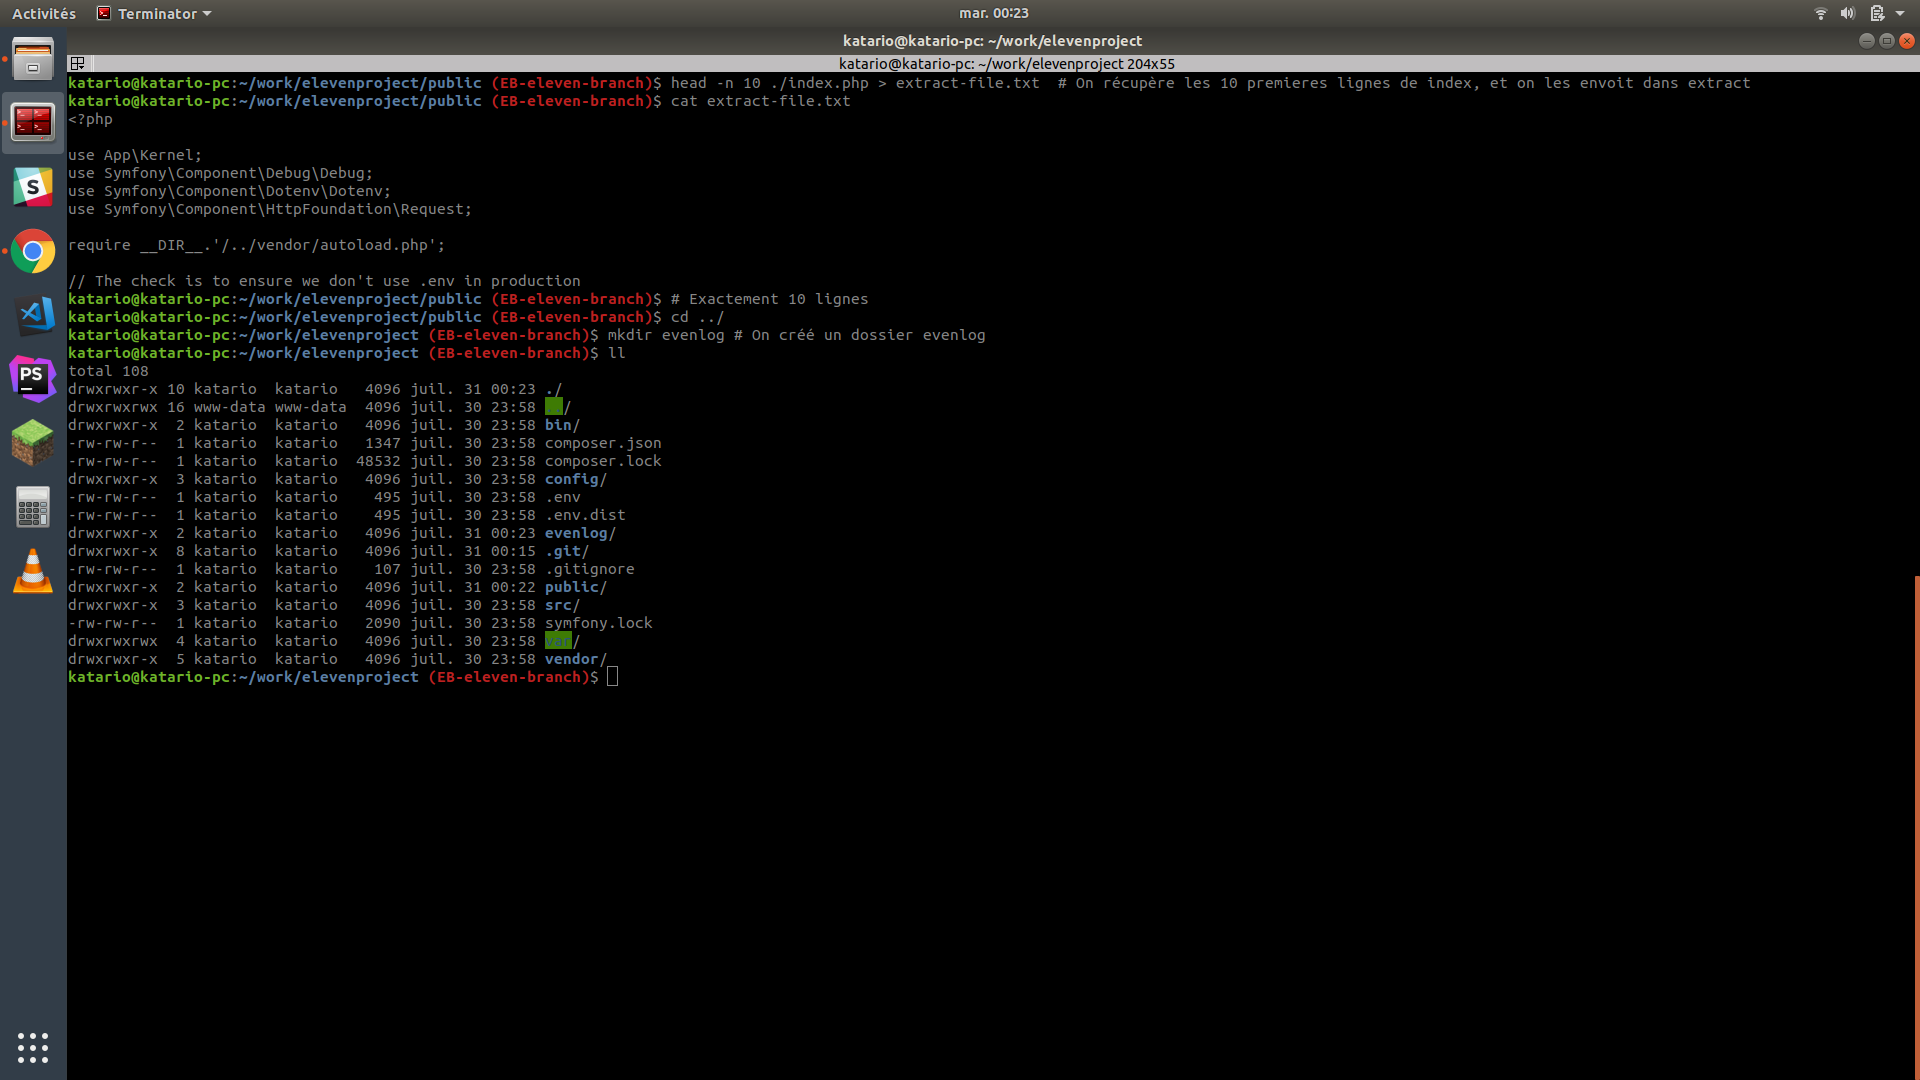 Activités Terminator mar. 00:23
katario@katario-pc: ~/work/elevenproject
katario@katario-pc: ~/work/elevenproject 204x55
katario@katario-pc:~/work/elevenproject/public (EB-eleven-branch)$ head -n 10 ./index.php > extract-file.txt  # On récupère les 10 premieres lignes de index, et on les envoit dans extract
katario@katario-pc:~/work/elevenproject/public (EB-eleven-branch)$ cat extract-file.txt
<?php
use App\Kernel;
use Symfony\Component\Debug\Debug;
use Symfony\Component\Dotenv\Dotenv;
use Symfony\Component\HttpFoundation\Request;
require __DIR__.'/../vendor/autoload.php';
// The check is to ensure we don't use .env in production
katario@katario-pc:~/work/elevenproject/public (EB-eleven-branch)$ # Exactement 10 lignes
katario@katario-pc:~/work/elevenproject/public (EB-eleven-branch)$ cd ../
katario@katario-pc:~/work/elevenproject (EB-eleven-branch)$ mkdir evenlog # On créé un dossier evenlog
katario@katario-pc:~/work/elevenproject (EB-eleven-branch)$ ll
total 108
drwxrwxr-x 10 katario  katario   4096 juil. 31 00:23 ./
drwxrwxrwx 16 www-data www-data  4096 juil. 30 23:58 ../
drwxrwxr-x  2 katario  katario   4096 juil. 30 23:58 bin/
-rw-rw-r--  1 katario  katario   1347 juil. 30 23:58 composer.json
-rw-rw-r--  1 katario  katario  48532 juil. 30 23:58 composer.lock
drwxrwxr-x  3 katario  katario   4096 juil. 30 23:58 config/
-rw-rw-r--  1 katario  katario    495 juil. 30 23:58 .env
-rw-rw-r--  1 katario  katario    495 juil. 30 23:58 .env.dist
drwxrwxr-x  2 katario  katario   4096 juil. 31 00:23 evenlog/
drwxrwxr-x  8 katario  katario   4096 juil. 31 00:15 .git/
-rw-rw-r--  1 katario  katario    107 juil. 30 23:58 .gitignore
drwxrwxr-x  2 katario  katario   4096 juil. 31 00:22 public/
drwxrwxr-x  3 katario  katario   4096 juil. 30 23:58 src/
-rw-rw-r--  1 katario  katario   2090 juil. 30 23:58 symfony.lock
drwxrwxrwx  4 katario  katario   4096 juil. 30 23:58 var/
drwxrwxr-x  5 katario  katario   4096 juil. 30 23:58 vendor/
katario@katario-pc:~/work/elevenproject (EB-eleven-branch)$
S
PS